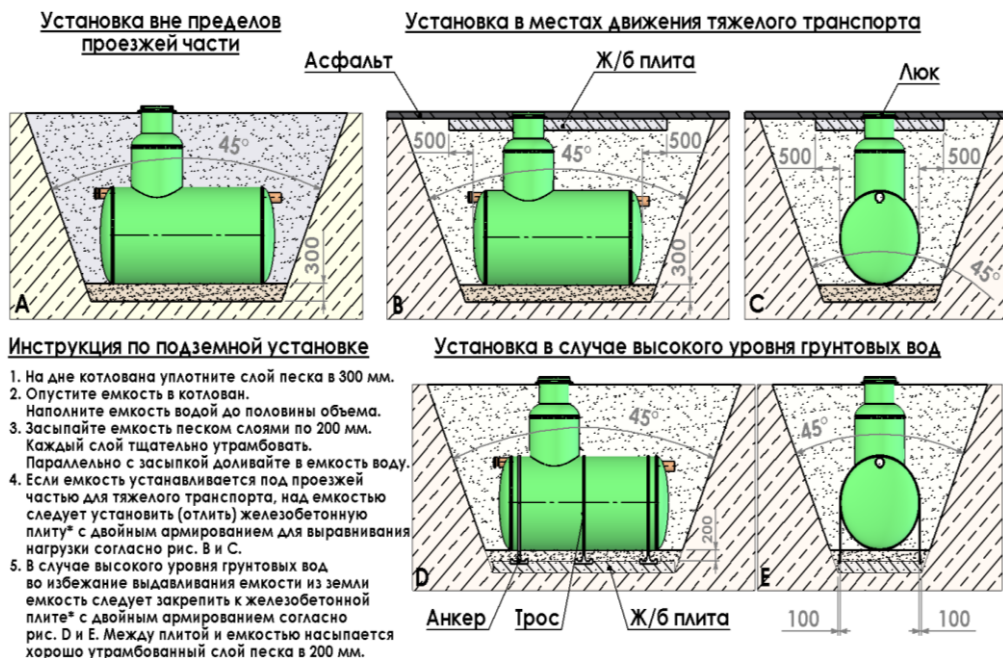 Установка вне пределов
проезжей части
Установка в местах движения тяжелого транспорта
Асфальт
Ж/б плита
Люк
45°
300
A
500
45°
500
300
B
500
500
45°
C
Инструкция по подземной установке
1. На дне котлована уплотните слой песка в 300 мм.
2. Опустите емкость в котлован.
Наполните емкость водой до половины объема.
3. Засыпайте емкость песком слоями по 200 мм.
Каждый слой тщательно утрамбовать.
Параллельно с засыпкой доливайте в емкость воду.
4. Если емкость устанавливается под проезжей
частью для тяжелого транспорта, над емкостью
следует установить (отлить) железобетонную
плиту* с двойным армированием для выравнивания
нагрузки согласно рис. B и C.
5. В случае высокого уровня грунтовых вод
во избежание выдавливания емкости из земли
емкость следует закрепить к железобетонной
плите* с двойным армированием согласно
рис. D и E. Между плитой и емкостью насыпается
хорошо утрамбованный слой песка в 200 мм.
Установка в случае высокого уровня грунтовых вод
45°
200
D
45°
E
Анкер
Трос
Ж/б плита
100
100